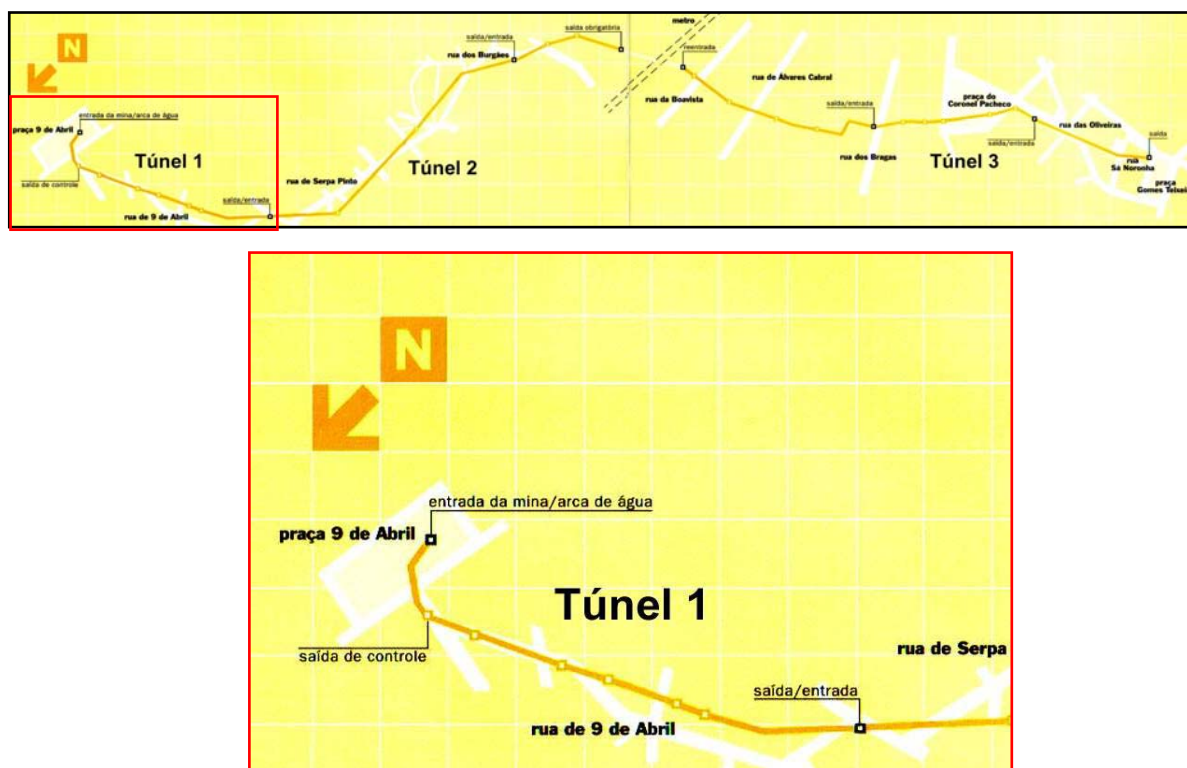 N
praça 9 de Abril
entrada da mina/arca de água
Túnel 1
saída de controle
rua de 9 de Abril
saída/entrada
rua de Serpa Pinto
Túnel 2
saída/entrada
rua dos Burgães
saída obrigatória
metro
reentrada
rua da Boavista
rua de Álvares Cabral
saída/entrada
rua dos Bragas
praça do
Coronel Pacheco
Túnel 3
saída/entrada
rua das Oliveiras
saída
rua
Sá Noronha
praça
Gomes Teixei
N
entrada da mina/arca de água
praça 9 de Abril
Túnel 1
saída de controle
rua de Serpa
saída/entrada
rua de 9 de Abril